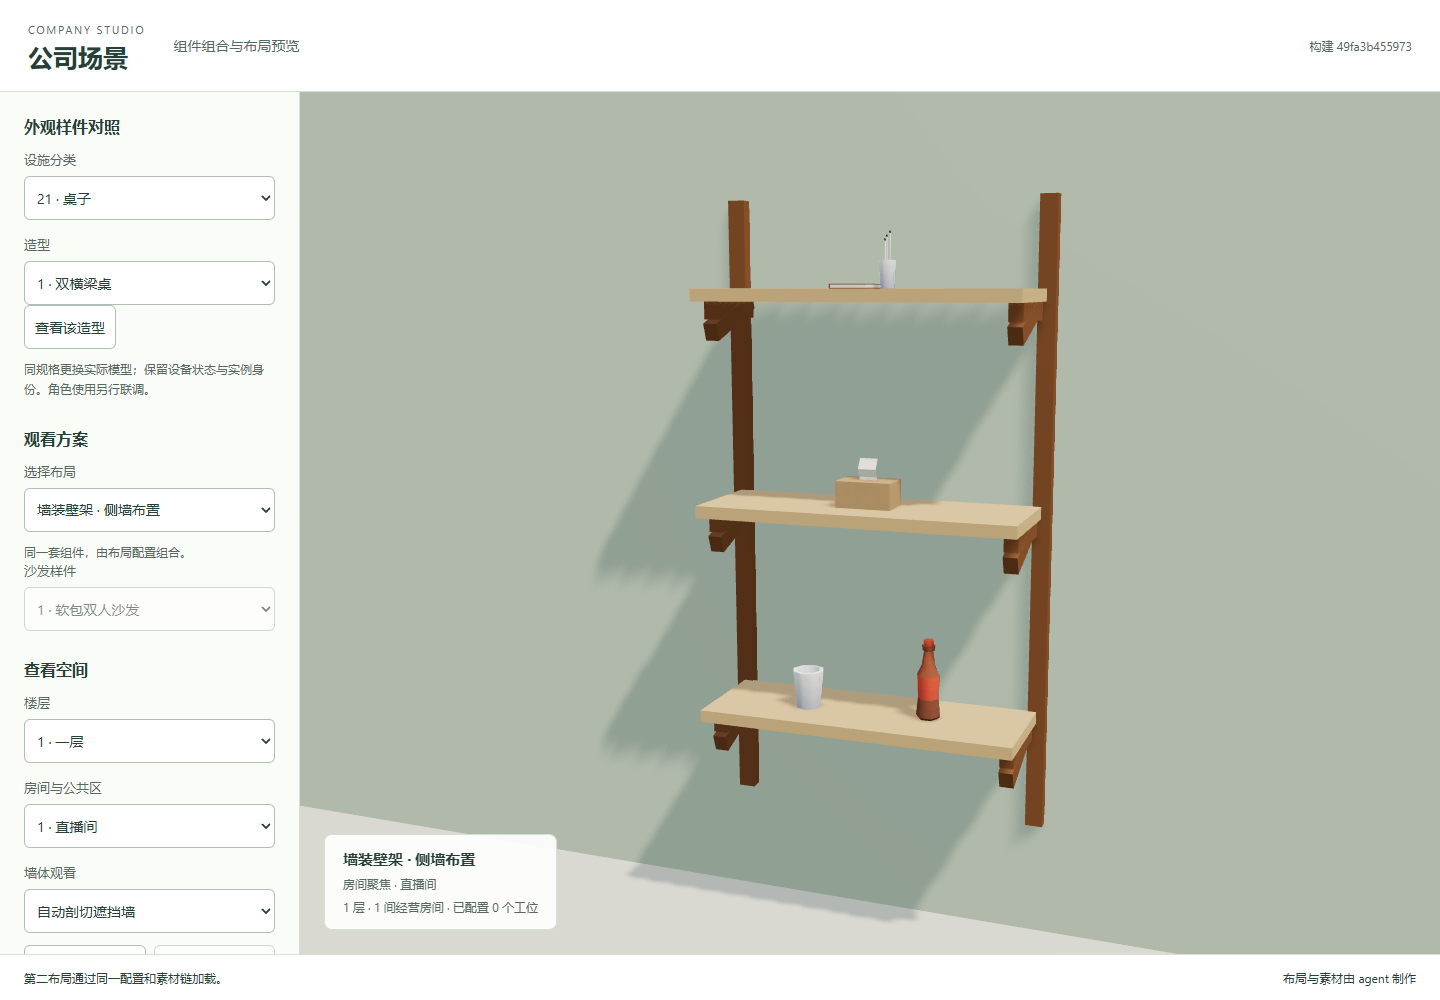 COMPANY STUDIO
公司场景
组件组合与布局预览
构建 49fa3b455973
外观样件对照
设施分类
21 · 桌子
造型
1 · 双横梁桌
查看该造型
同规格更换实际模型；保留设备状态与实例身
份。角色使用另行联调。
观看方案
选择布局
墙装壁架 · 侧墙布置
同一套组件，由布局配置组合。
沙发样件
1 · 软包双人沙发
查看空间
楼层
1 · 一层
房间与公共区
1 · 直播间
墙体观看
自动剖切遮挡墙
墙装壁架 · 侧墙布置
房间聚焦 · 直播间
1 层 · 1 间经营房间 · 已配置 0 个工位
第二布局通过同一配置和素材链加载。
布局与素材由 agent 制作